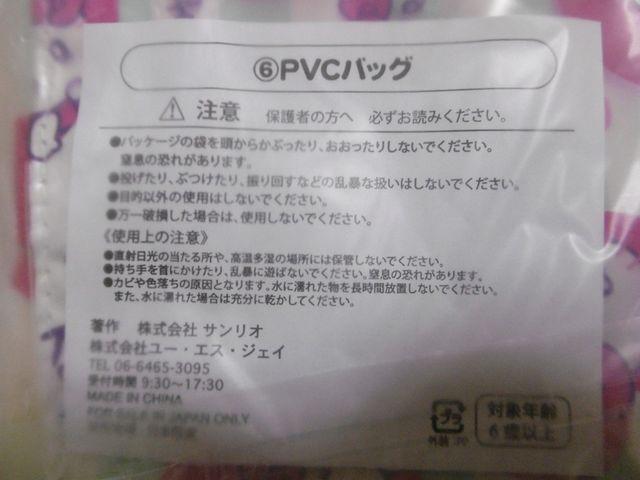 ⑥PVCバッグ
⚠ 注意 保護者の方へ 必ずお読みください。
●パッケージの袋を頭からかぶったり、おおったりしないでください。
窒息の恐れがあります。
●投げたり、ぶつけたり、振り回すなどの乱暴な扱いはしないでください。
●目的以外の使用はしないでください。
●万一破損した場合は、使用しないでください。
《使用上の注意》
●直射日光の当たる所や、高温多湿の場所には保管しないでください。
●持ち手を首にかけたり、乱暴に遊ばないでください。窒息の恐れがあります。
●カビや色落ちの原因となります。水に濡れた物を長時間放置しないでください。
また、水に濡れた場合は充分に乾かしてください。
著作 株式会社 サンリオ
株式会社ユー・エス・ジェイ
TEL 06-6465-3095
受付時間 9:30～17:30
MADE IN CHINA
FOR SALE IN JAPAN ONLY
プラ
外装:PP
対象年齢
6歳以上